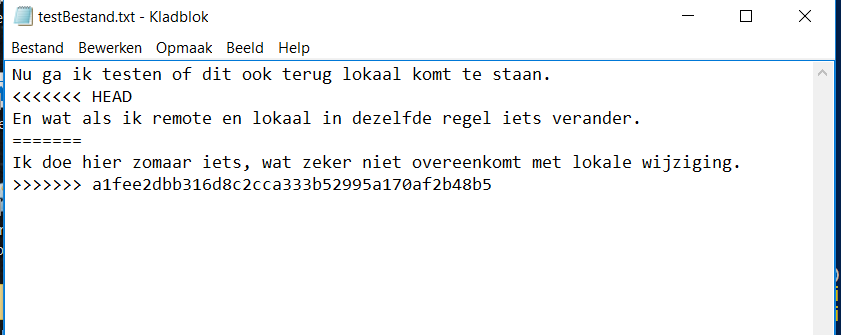 testBestand.txt - Kladblok
Bestand Bewerken Opmaak Beeld Help
Nu ga ik testen of dit ook terug lokaal komt te staan.
<<<<<<< HEAD
En wat als ik remote en lokaal in dezelfde regel iets verander.
=======
Ik doe hier zomaar iets, wat zeker niet overeenkomt met lokale wijziging.
>>>>>>> a1fee2dbb316d8c2cca333b52995a170af2b48b5